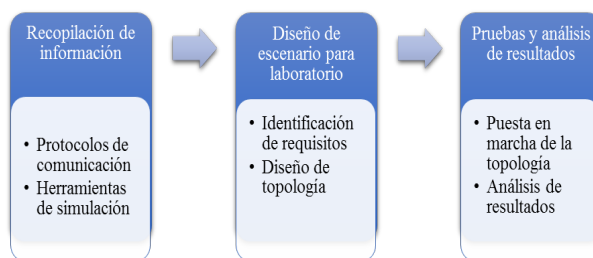 Recopilación de
información
• Protocolos de
comunicación
• Herramientas
de simulación
Diseño de
escenario para
laboratorio
• Identificación
de requisitos
• Diseño de
topología
Pruebas y análisis
de resultados
• Puesta en
marcha de la
topología
• Análisis de
resultados